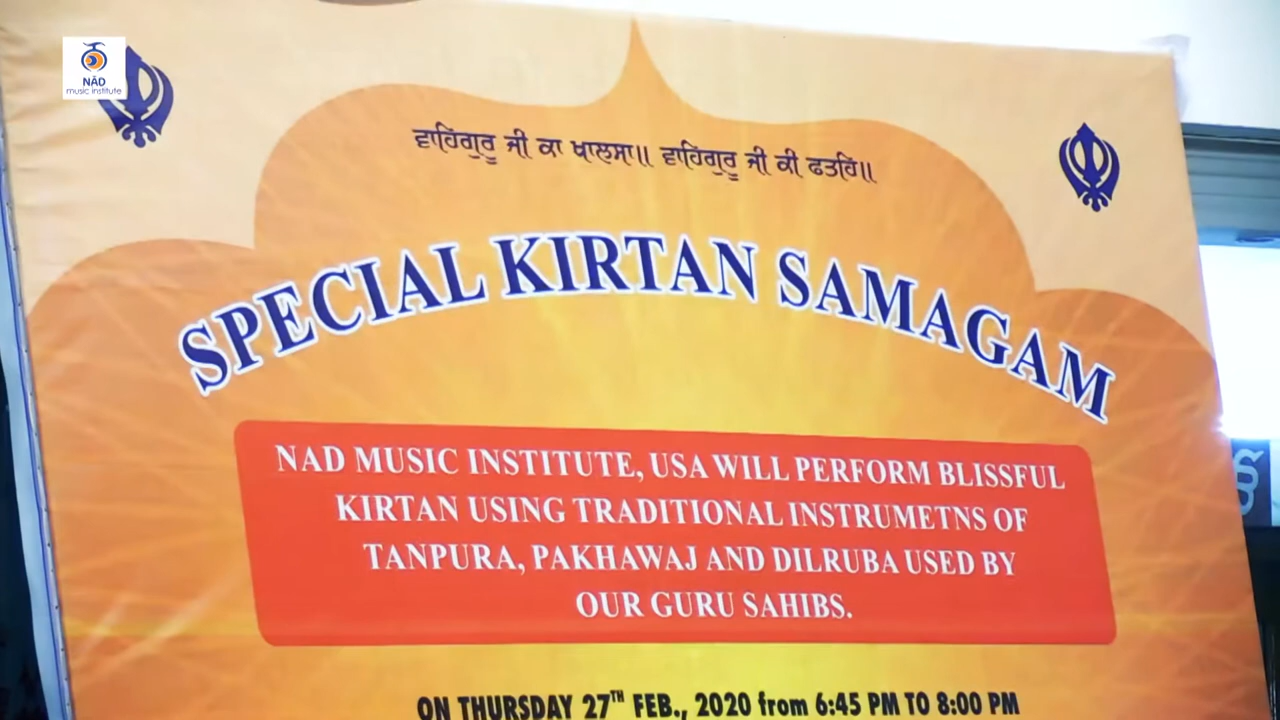 NĀD
music institute
ਵਾਹਿਗੁਰੂ ਜੀ ਕਾ ਖਾਲਸਾ॥ ਵਾਹਿਗੁਰੂ ਜੀ ਕੀ ਫਤਹਿ॥
SPECIAL KIRTAN SAMAGAM
NAD MUSIC INSTITUTE, USA WILL PERFORM BLISSFUL
KIRTAN USING TRADITIONAL INSTRUMETNS OF
TANPURA, PAKHAWAJ AND DILRUBA USED BY
OUR GURU SAHIBS.
ON THURSDAY 27TH FEB., 2020 from 6:45 PM TO 8:00 PM